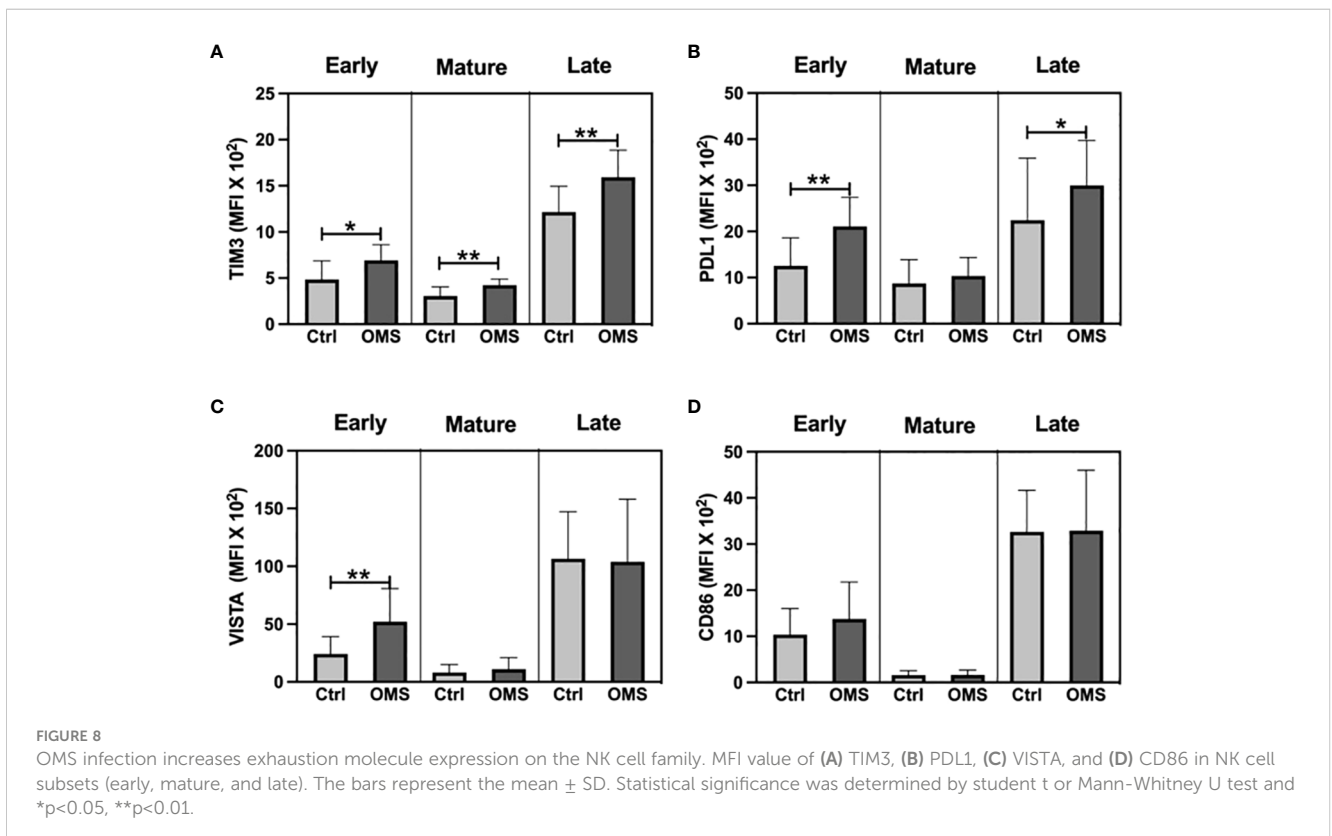 A
Early Mature Late
25
20
15
10
5
0
TIM3 (MFI X 10²)
* ** **
Ctrl OMS Ctrl OMS Ctrl OMS
B
Early Mature Late
50
40
30
20
10
0
PDL1 (MFI X 10²)
** *
Ctrl OMS Ctrl OMS Ctrl OMS
C
Early Mature Late
200
150
100
50
0
VISTA (MFI X 10²)
**
Ctrl OMS Ctrl OMS Ctrl OMS
D
Early Mature Late
50
40
30
20
10
0
CD86 (MFI X 10²)
Ctrl OMS Ctrl OMS Ctrl OMS
FIGURE 8
OMS infection increases exhaustion molecule expression on the NK cell family. MFI value of (A) TIM3, (B) PDL1, (C) VISTA, and (D) CD86 in NK cell
subsets (early, mature, and late). The bars represent the mean ± SD. Statistical significance was determined by student t or Mann-Whitney U test and
*p<0.05, **p<0.01.